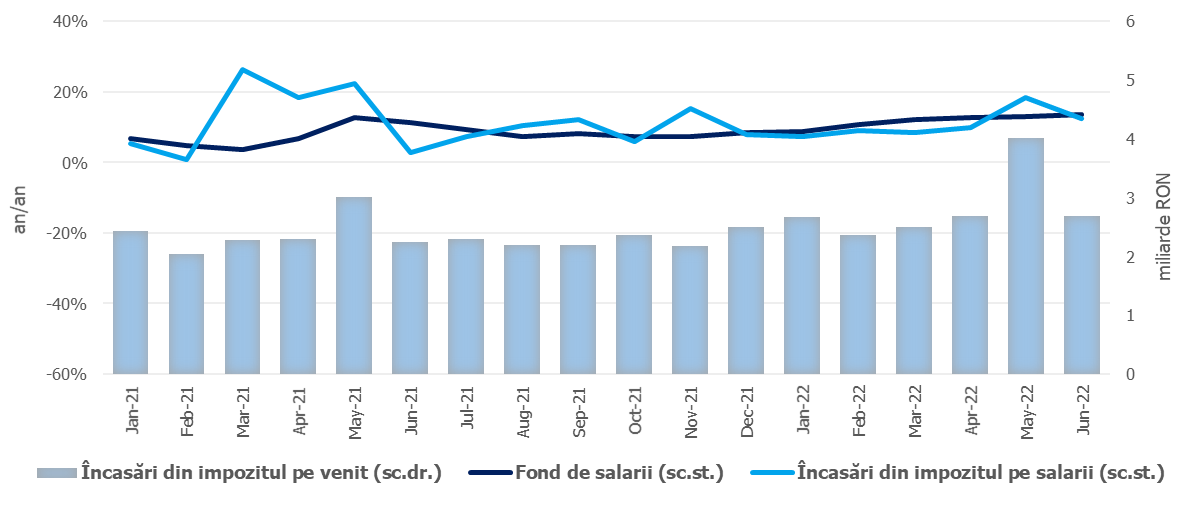 40%
20%
0%
-20%
-40%
-60%
an/an
6
5
4
3
2
1
0
miliarde RON
Jan-21
Feb-21
Mar-21
Apr-21
May-21
Jun-21
Jul-21
Aug-21
Sep-21
Oct-21
Nov-21
Dec-21
Jan-22
Feb-22
Mar-22
Apr-22
May-22
Jun-22
Încasări din impozitul pe venit (sc.dr.) Fond de salarii (sc.st.) Încasări din impozitul pe salarii (sc.st.)